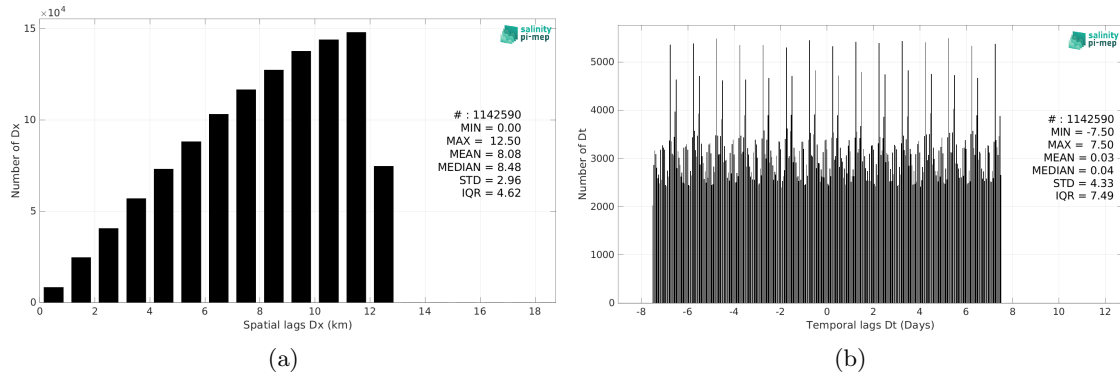 ×10⁴
15
10
5
0
0 2 4 6 8 10 12 14 16 18
Number of Dx
Spatial lags Dx (km)
salinity
pi-mep
# : 1142590
MIN = 0.00
MAX = 12.50
MEAN = 8.08
MEDIAN = 8.48
STD = 2.96
IQR = 4.62
(a)
5000
4000
3000
2000
1000
0
-8 -6 -4 -2 0 2 4 6 8 10 12
Number of Dt
Temporal lags Dt (Days)
salinity
pi-mep
# : 1142590
MIN = -7.50
MAX = 7.50
MEAN = 0.03
MEDIAN = 0.04
STD = 4.33
IQR = 7.49
(b)